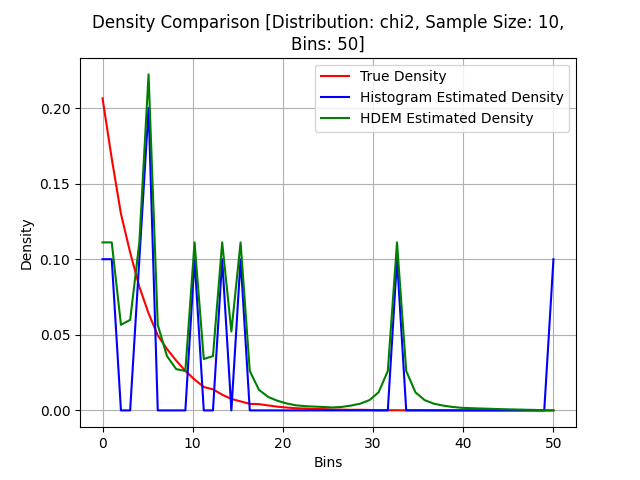 Density Comparison [Distribution: chi2, Sample Size: 10,
Bins: 50]
True Density
Histogram Estimated Density
HDEM Estimated Density
Density
0.20
0.15
0.10
0.05
0.00
0
10
20
30
40
50
Bins